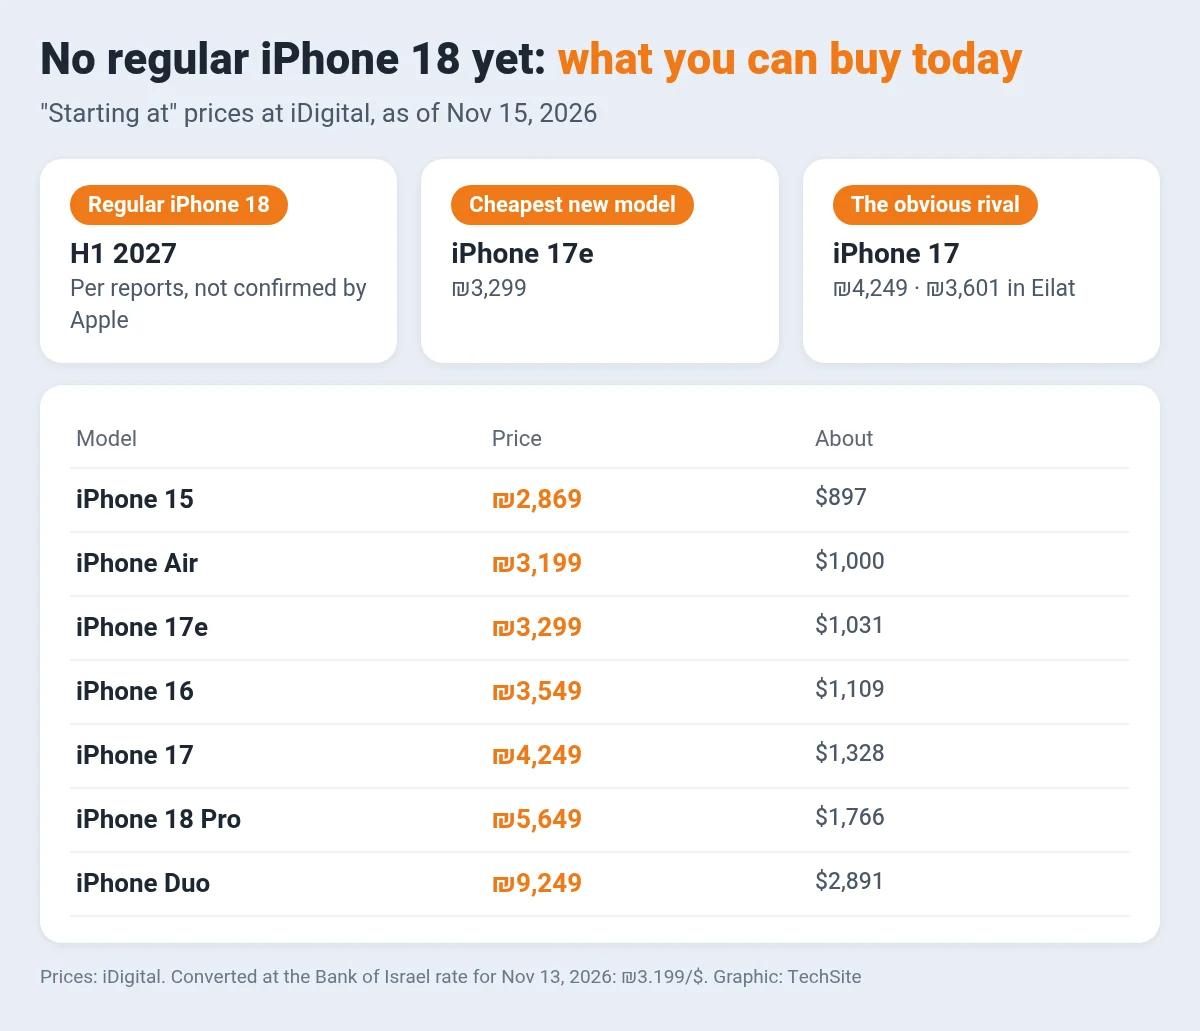 No regular iPhone 18 yet: what you can buy today
"Starting at" prices at iDigital, as of Nov 15, 2026
Regular iPhone 18
H1 2027
Per reports, not confirmed by
Apple
Cheapest new model
iPhone 17e
₪3,299
The obvious rival
iPhone 17
₪4,249 · ₪3,601 in Eilat
Model Price About
iPhone 15 ₪2,869 $897
iPhone Air ₪3,199 $1,000
iPhone 17e ₪3,299 $1,031
iPhone 16 ₪3,549 $1,109
iPhone 17 ₪4,249 $1,328
iPhone 18 Pro ₪5,649 $1,766
iPhone Duo ₪9,249 $2,891
Prices: iDigital. Converted at the Bank of Israel rate for Nov 13, 2026: ₪3.199/$. Graphic: TechSite